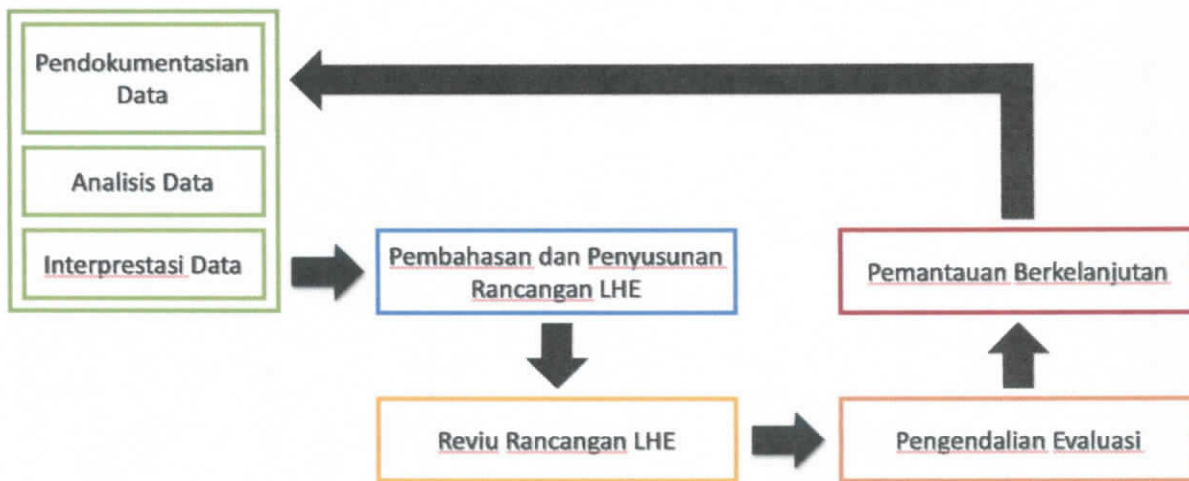 Pendokumentasian
Data
Analisis Data
Interprestasi Data
Pembahasan dan Penyusunan
Rancangan LHE
Pemantauan Berkelanjutan
Reviu Rancangan LHE
Pengendalian Evaluasi